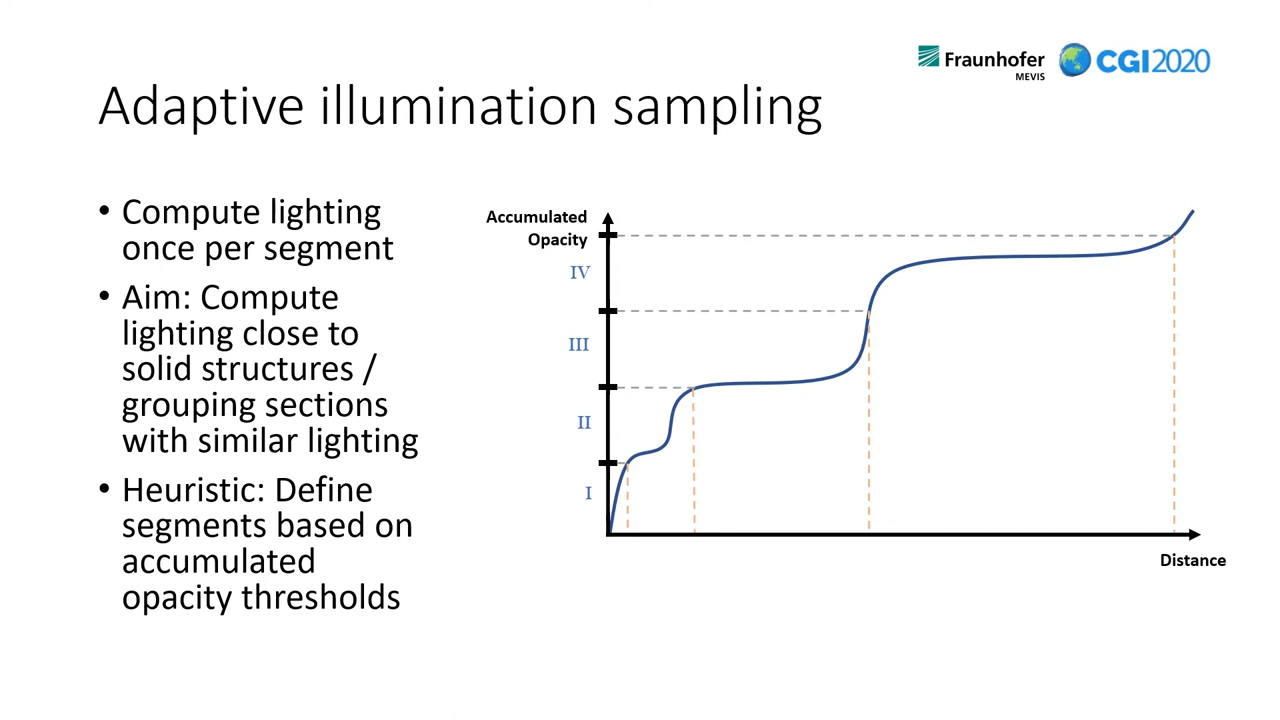 Fraunhofer
MEVIS
CGI2020
Adaptive illumination sampling
• Compute lighting
once per segment
• Aim: Compute
lighting close to
solid structures /
grouping sections
with similar lighting
• Heuristic: Define
segments based on
accumulated
opacity thresholds
Accumulated
Opacity
IV
III
II
I
Distance